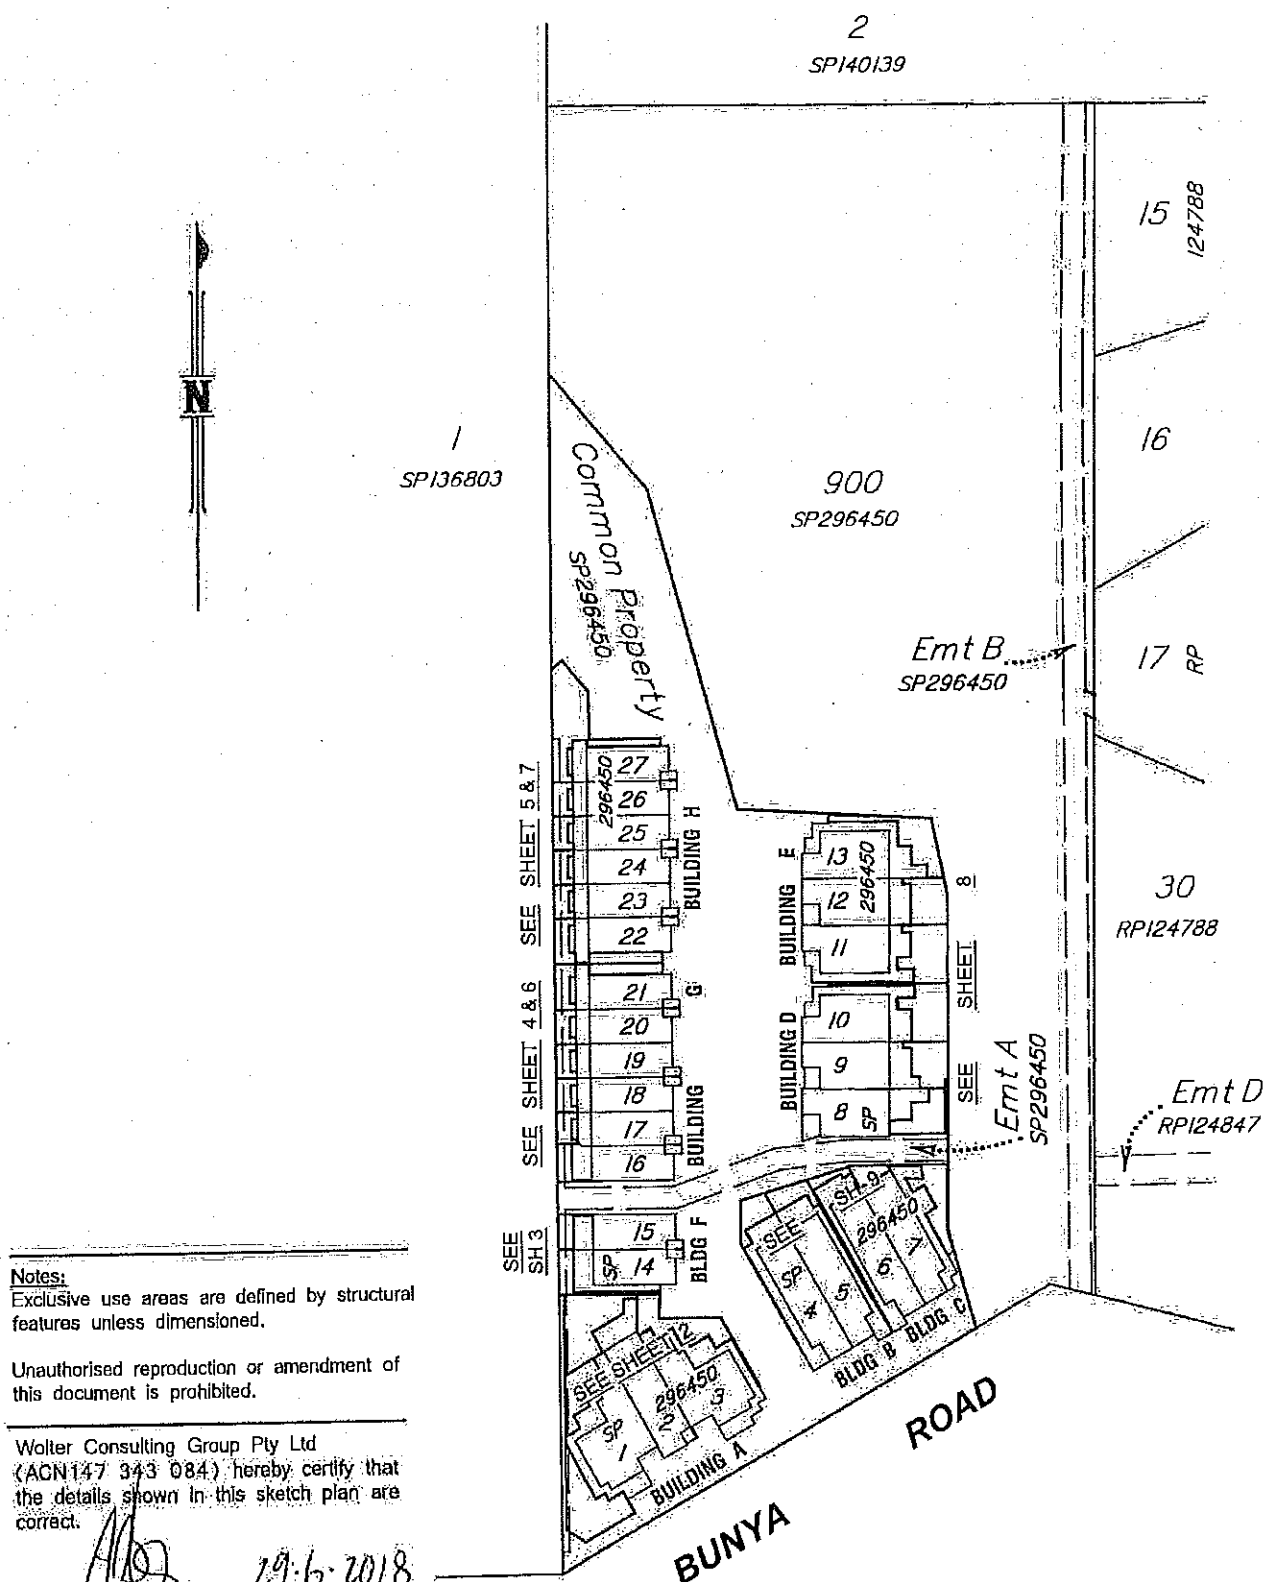 2
SP140139
15
124788
16
17 RP
N
1
SP136803
Common Property
SP296450
900
SP296450
Emt B
SP296450
30
RP124788
Emt A
SP296450
Emt D
RP124847
SEE SHEET 5 & 7
296450
27
26
25
24
23
22
BUILDING H
SEE SHEET 4 & 6
21
20
19
18
17
16
BUILDING G
BUILDING E
13
12
11
296450
BUILDING D
10
9
8
SP
SEE SHEET 8
SEE
SH 3
15
14
SP
BLDG F
SEE SH 9
SP 296450
4
5
6
7
BLDG B
BLDG C
SEE SHEET 2
SP 296450
1
2
3
BUILDING A
BUNYA ROAD
Notes:
Exclusive use areas are defined by structural
features unless dimensioned.
Unauthorised reproduction or amendment of
this document is prohibited.
Wolter Consulting Group Pty Ltd
(ACN147 343 084) hereby certify that
the details shown in this sketch plan are
correct.
29.6.2018